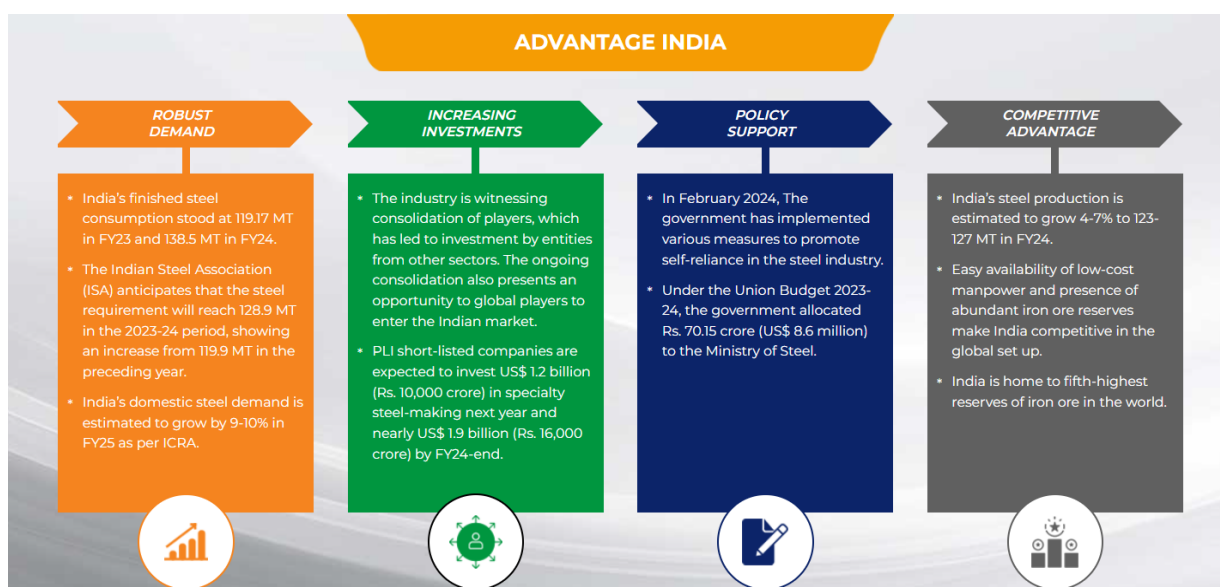 ADVANTAGE INDIA
ROBUST
DEMAND
* India's finished steel
consumption stood at 119.17 MT
in FY23 and 138.5 MT in FY24.
* The Indian Steel Association
(ISA) anticipates that the steel
requirement will reach 128.9 MT
in the 2023-24 period, showing
an increase from 119.9 MT in the
preceding year.
* India's domestic steel demand is
estimated to grow by 9-10% in
FY25 as per ICRA.
INCREASING
INVESTMENTS
* The industry is witnessing
consolidation of players, which
has led to investment by entities
from other sectors. The ongoing
consolidation also presents an
opportunity to global players to
enter the Indian market.
* PLI short-listed companies are
expected to invest US$ 1.2 billion
(Rs. 10,000 crore) in specialty
steel-making next year and
nearly US$ 1.9 billion (Rs. 16,000
crore) by FY24-end.
POLICY
SUPPORT
* In February 2024, The
government has implemented
various measures to promote
self-reliance in the steel industry.
* Under the Union Budget 2023-
24, the government allocated
Rs. 70.15 crore (US$ 8.6 million)
to the Ministry of Steel.
COMPETITIVE
ADVANTAGE
* India's steel production is
estimated to grow 4-7% to 123-
127 MT in FY24.
* Easy availability of low-cost
manpower and presence of
abundant iron ore reserves
make India competitive in the
global set up.
* India is home to fifth-highest
reserves of iron ore in the world.